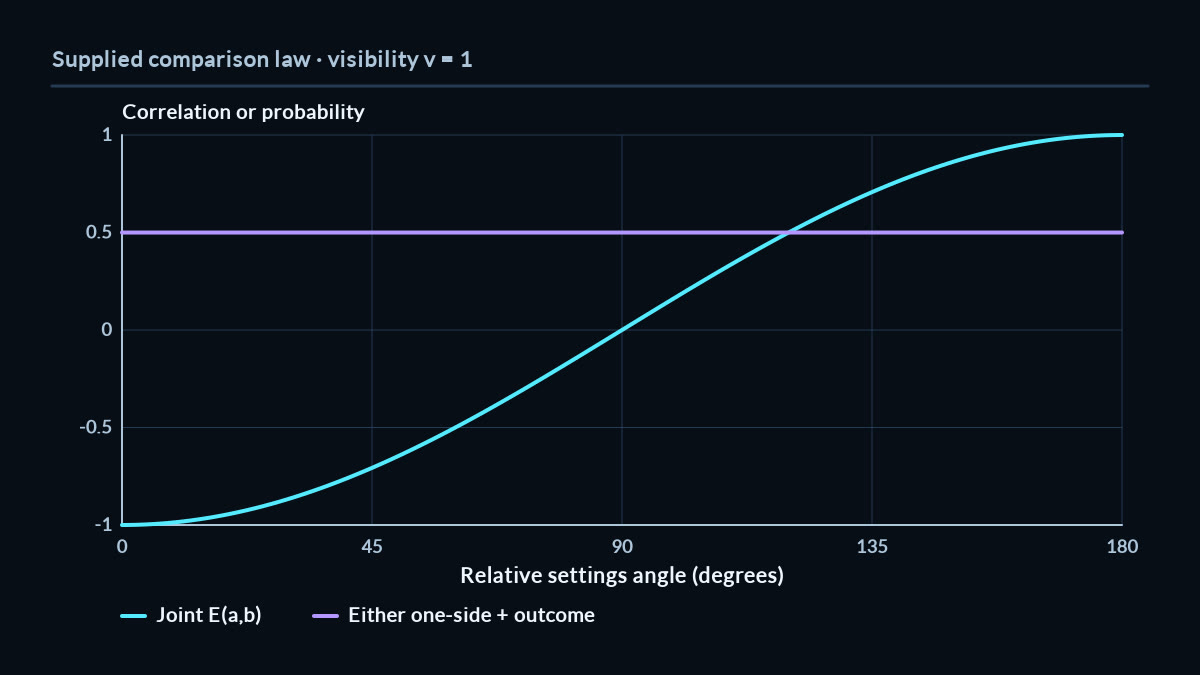 Supplied comparison law · visibility v = 1
Correlation or probability
1
0.5
0
-0.5
-1
0 45 90 135 180
Relative settings angle (degrees)
Joint E(a,b) Either one-side + outcome